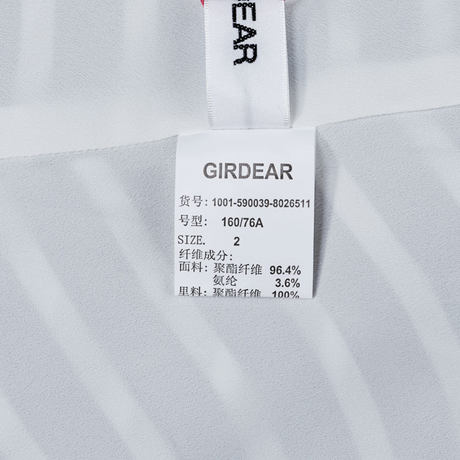 EAR
GIRDEAR
货号: 1001-590039-8026511
号型: 160/76A
SIZE. 2
纤维成分:
面料: 聚酯纤维 96.4%
氨纶 3.6%
里料: 聚酯纤维 100%